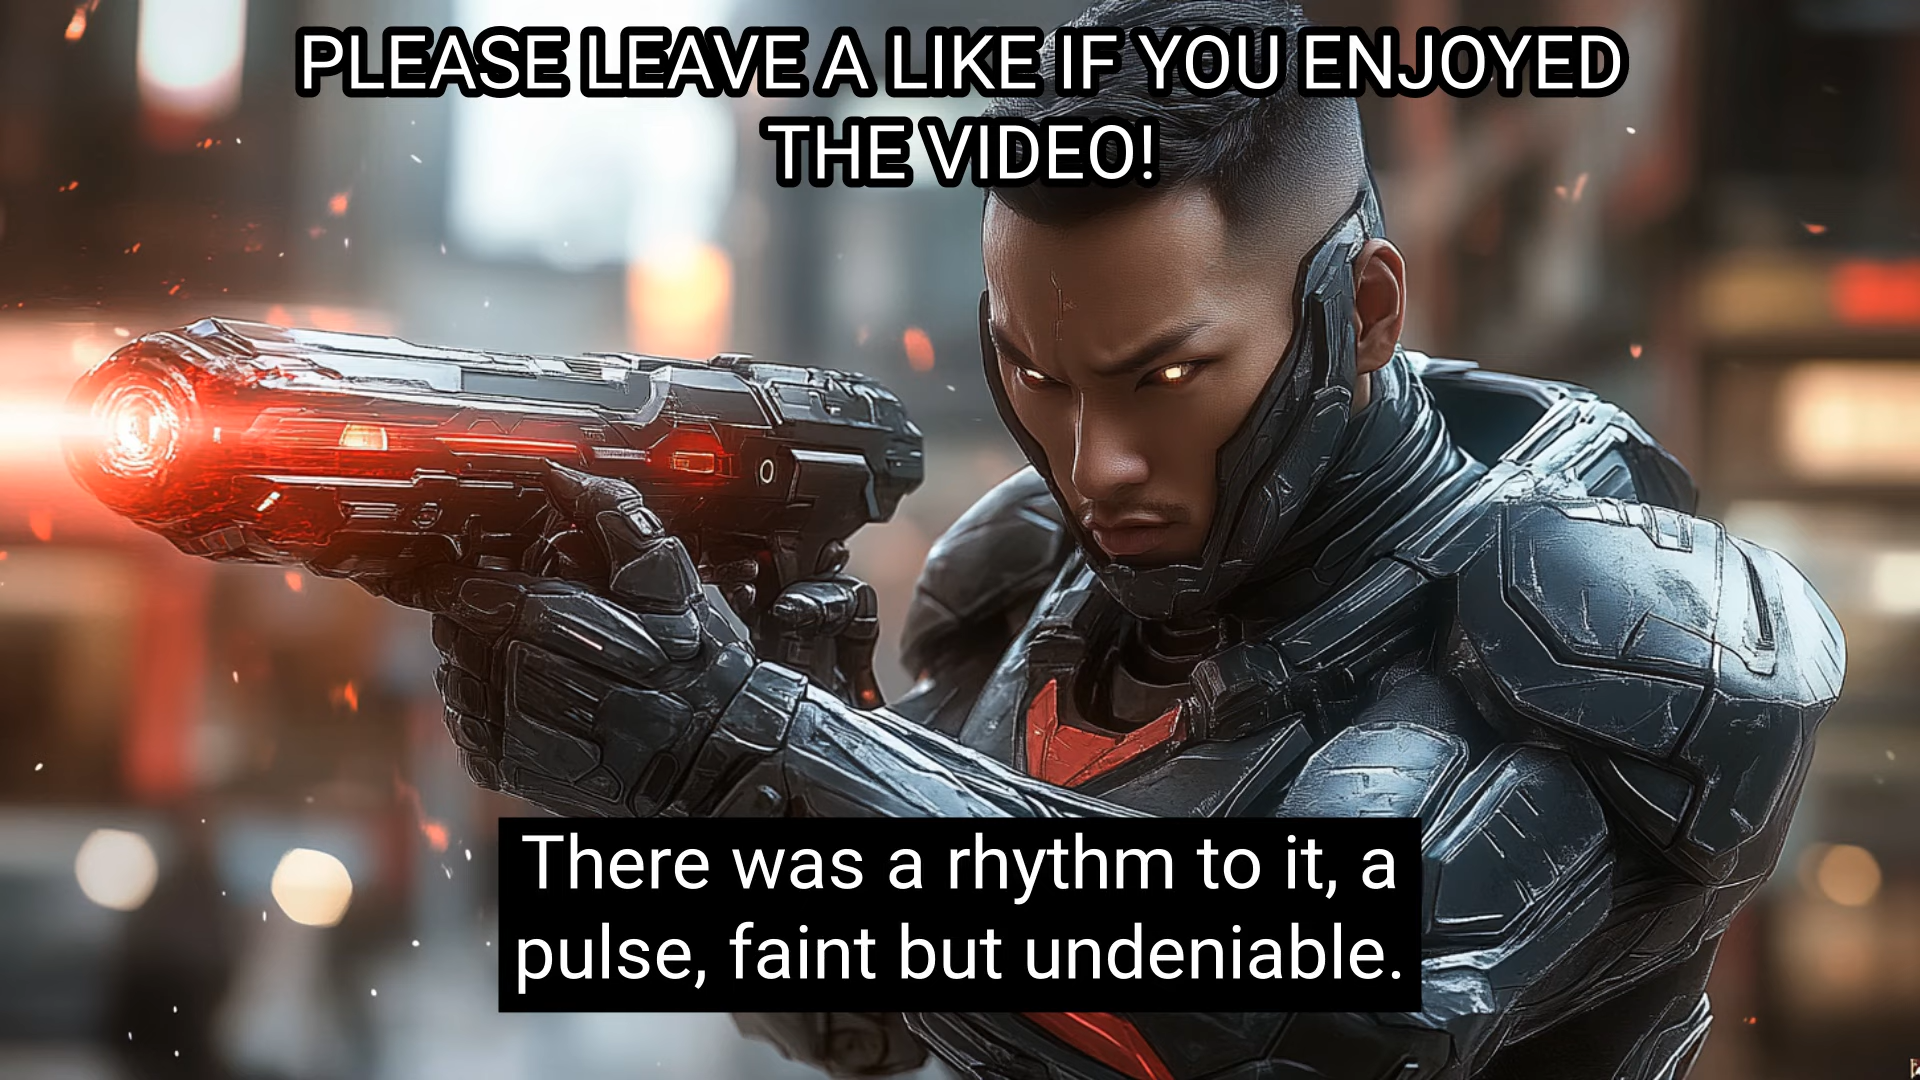 PLEASE LEAVE A LIKE IF YOU ENJOYED
THE VIDEO!
There was a rhythm to it, a
pulse, faint but undeniable.